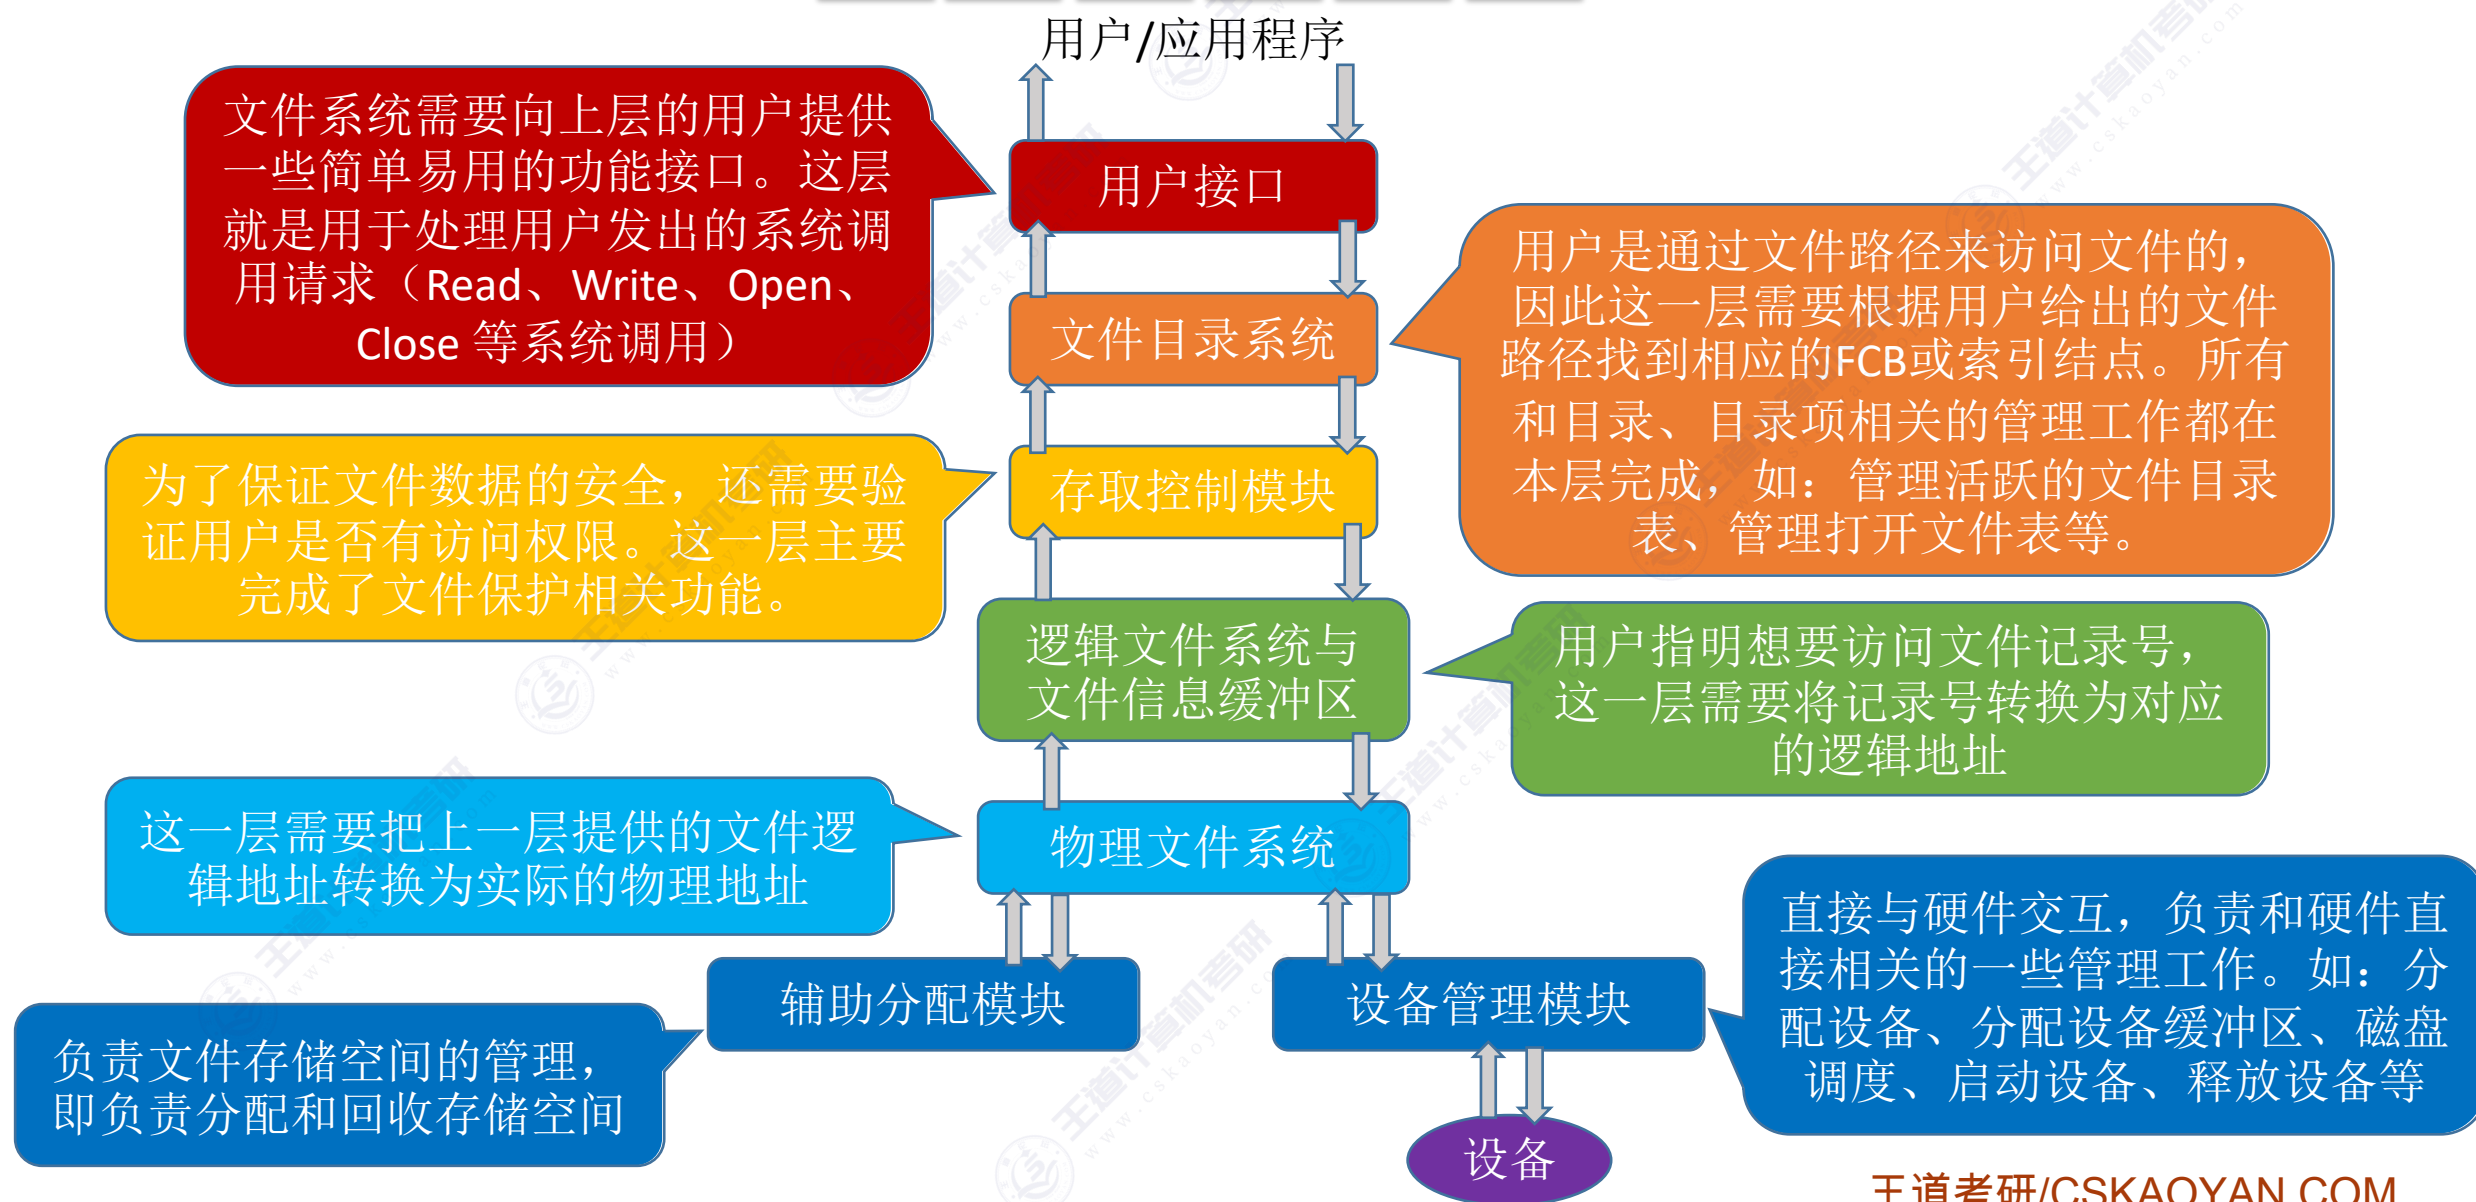 用户/应用程序
文件系统需要向上层的用户提供
一些简单易用的功能接口。这层
就是用于处理用户发出的系统调
用请求（Read、Write、Open、
Close 等系统调用）
用户接口
用户是通过文件路径来访问文件的，
因此这一层需要根据用户给出的文件
路径找到相应的FCB或索引结点。所有
和目录、目录项相关的管理工作都在
本层完成，如：管理活跃的文件目录
表、管理打开文件表等。
文件目录系统
为了保证文件数据的安全，还需要验
证用户是否有访问权限。这一层主要
完成了文件保护相关功能。
存取控制模块
逻辑文件系统与
文件信息缓冲区
用户指明想要访问文件记录号，
这一层需要将记录号转换为对应
的逻辑地址
这一层需要把上一层提供的文件逻
辑地址转换为实际的物理地址
物理文件系统
辅助分配模块
设备管理模块
直接与硬件交互，负责和硬件直
接相关的一些管理工作。如：分
配设备、分配设备缓冲区、磁盘
调度、启动设备、释放设备等
负责文件存储空间的管理，
即负责分配和回收存储空间
设备
王道考研/CSKAOYAN.COM